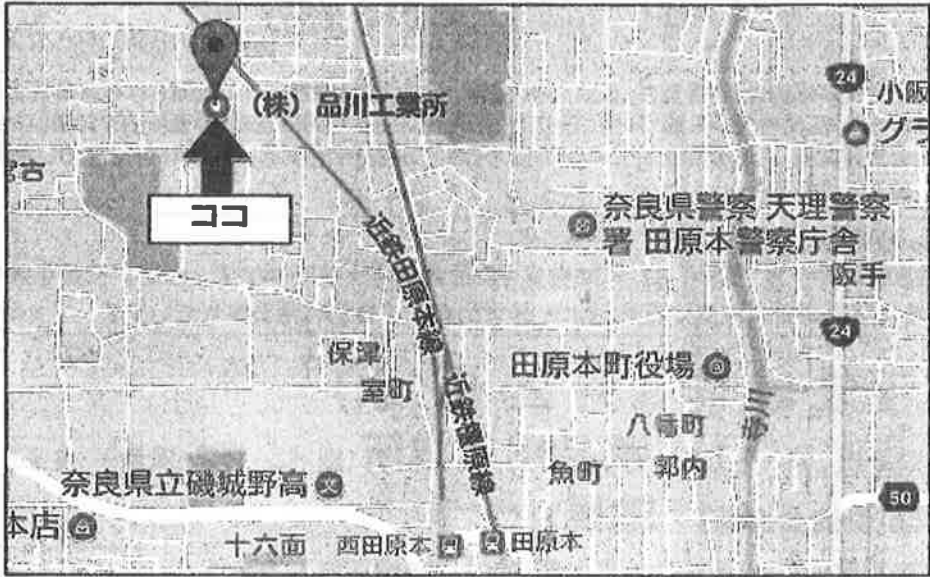 24
小阪
(株) 品川工業所
グラ
宮古
ココ
奈良県警察 天理警察
署 田原本警察庁舎
近鉄田原本線
阪手
24
保津
田原本町役場
室町
近鉄橿原線
八幡町
魚町
郭内
奈良県立磯城野高
文
50
本店
十六面
西田原本
田原本